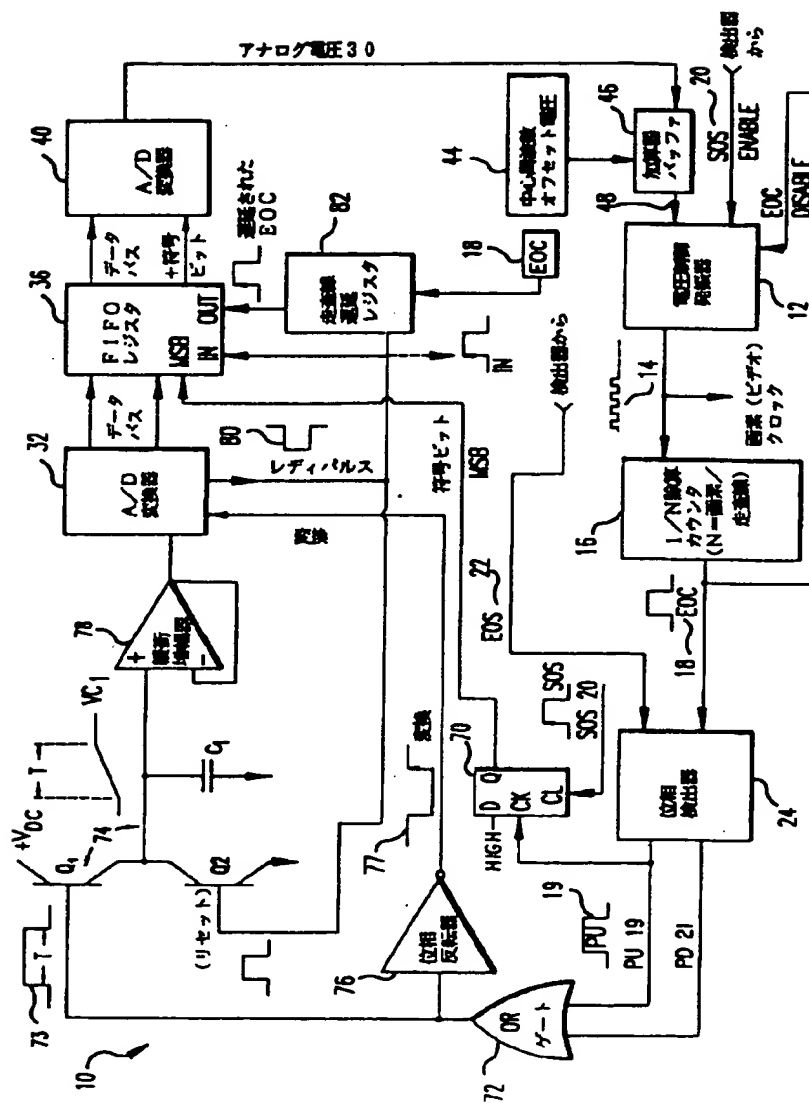 10
73
T
+VDC
Q1
74
T
VC1
C1
78
+
緩衝増幅器
-
32
A/D
変換器
データ
バス
36
FIFO
レジスタ
MSB
IN
OUT
データ
バス
+符号
ビット
40
A/D
変換器
アナログ電圧30
遅延された
EOC
82
走査線
遅延
レジスタ
18
EOC
44
中心周波数
オフセット電圧
46
加算器
バッファ
48
SOS 20
ENABLE
検出器
から
EOC
DISABLE
電圧制御
発振器
12
14
画素(ビデオ)
クロック
1/N除算
カウンタ
(N=画素/
走査線)
16
EOC
18
検出器から
EOS 22
IN
80
レディパルス
変換
符号ビット
MSB
Q2
(リセット)
77
変換
76
位相
反転器
70
HIGH
D
Q
CK
CL
SOS
SOS 20
位相
検出器
24
19
PU
PU 19
PD 21
OR
ゲート
72